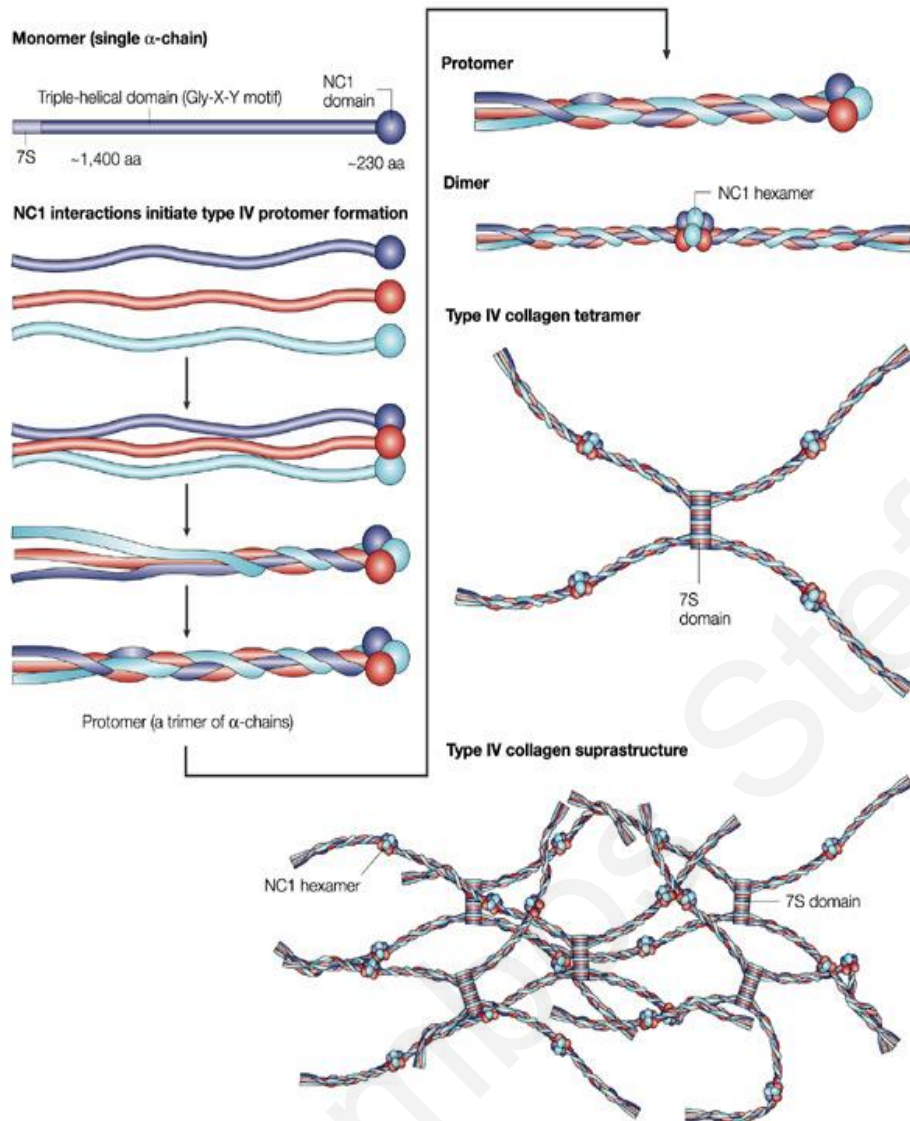 Monomer (single α-chain)
Triple-helical domain (Gly-X-Y motif)
NC1
domain
7S
~1,400 aa
~230 aa
NC1 interactions initiate type IV protomer formation
Protomer (a trimer of α-chains)
Protomer
Dimer
NC1 hexamer
Type IV collagen tetramer
7S
domain
Type IV collagen suprastructure
NC1 hexamer
7S domain